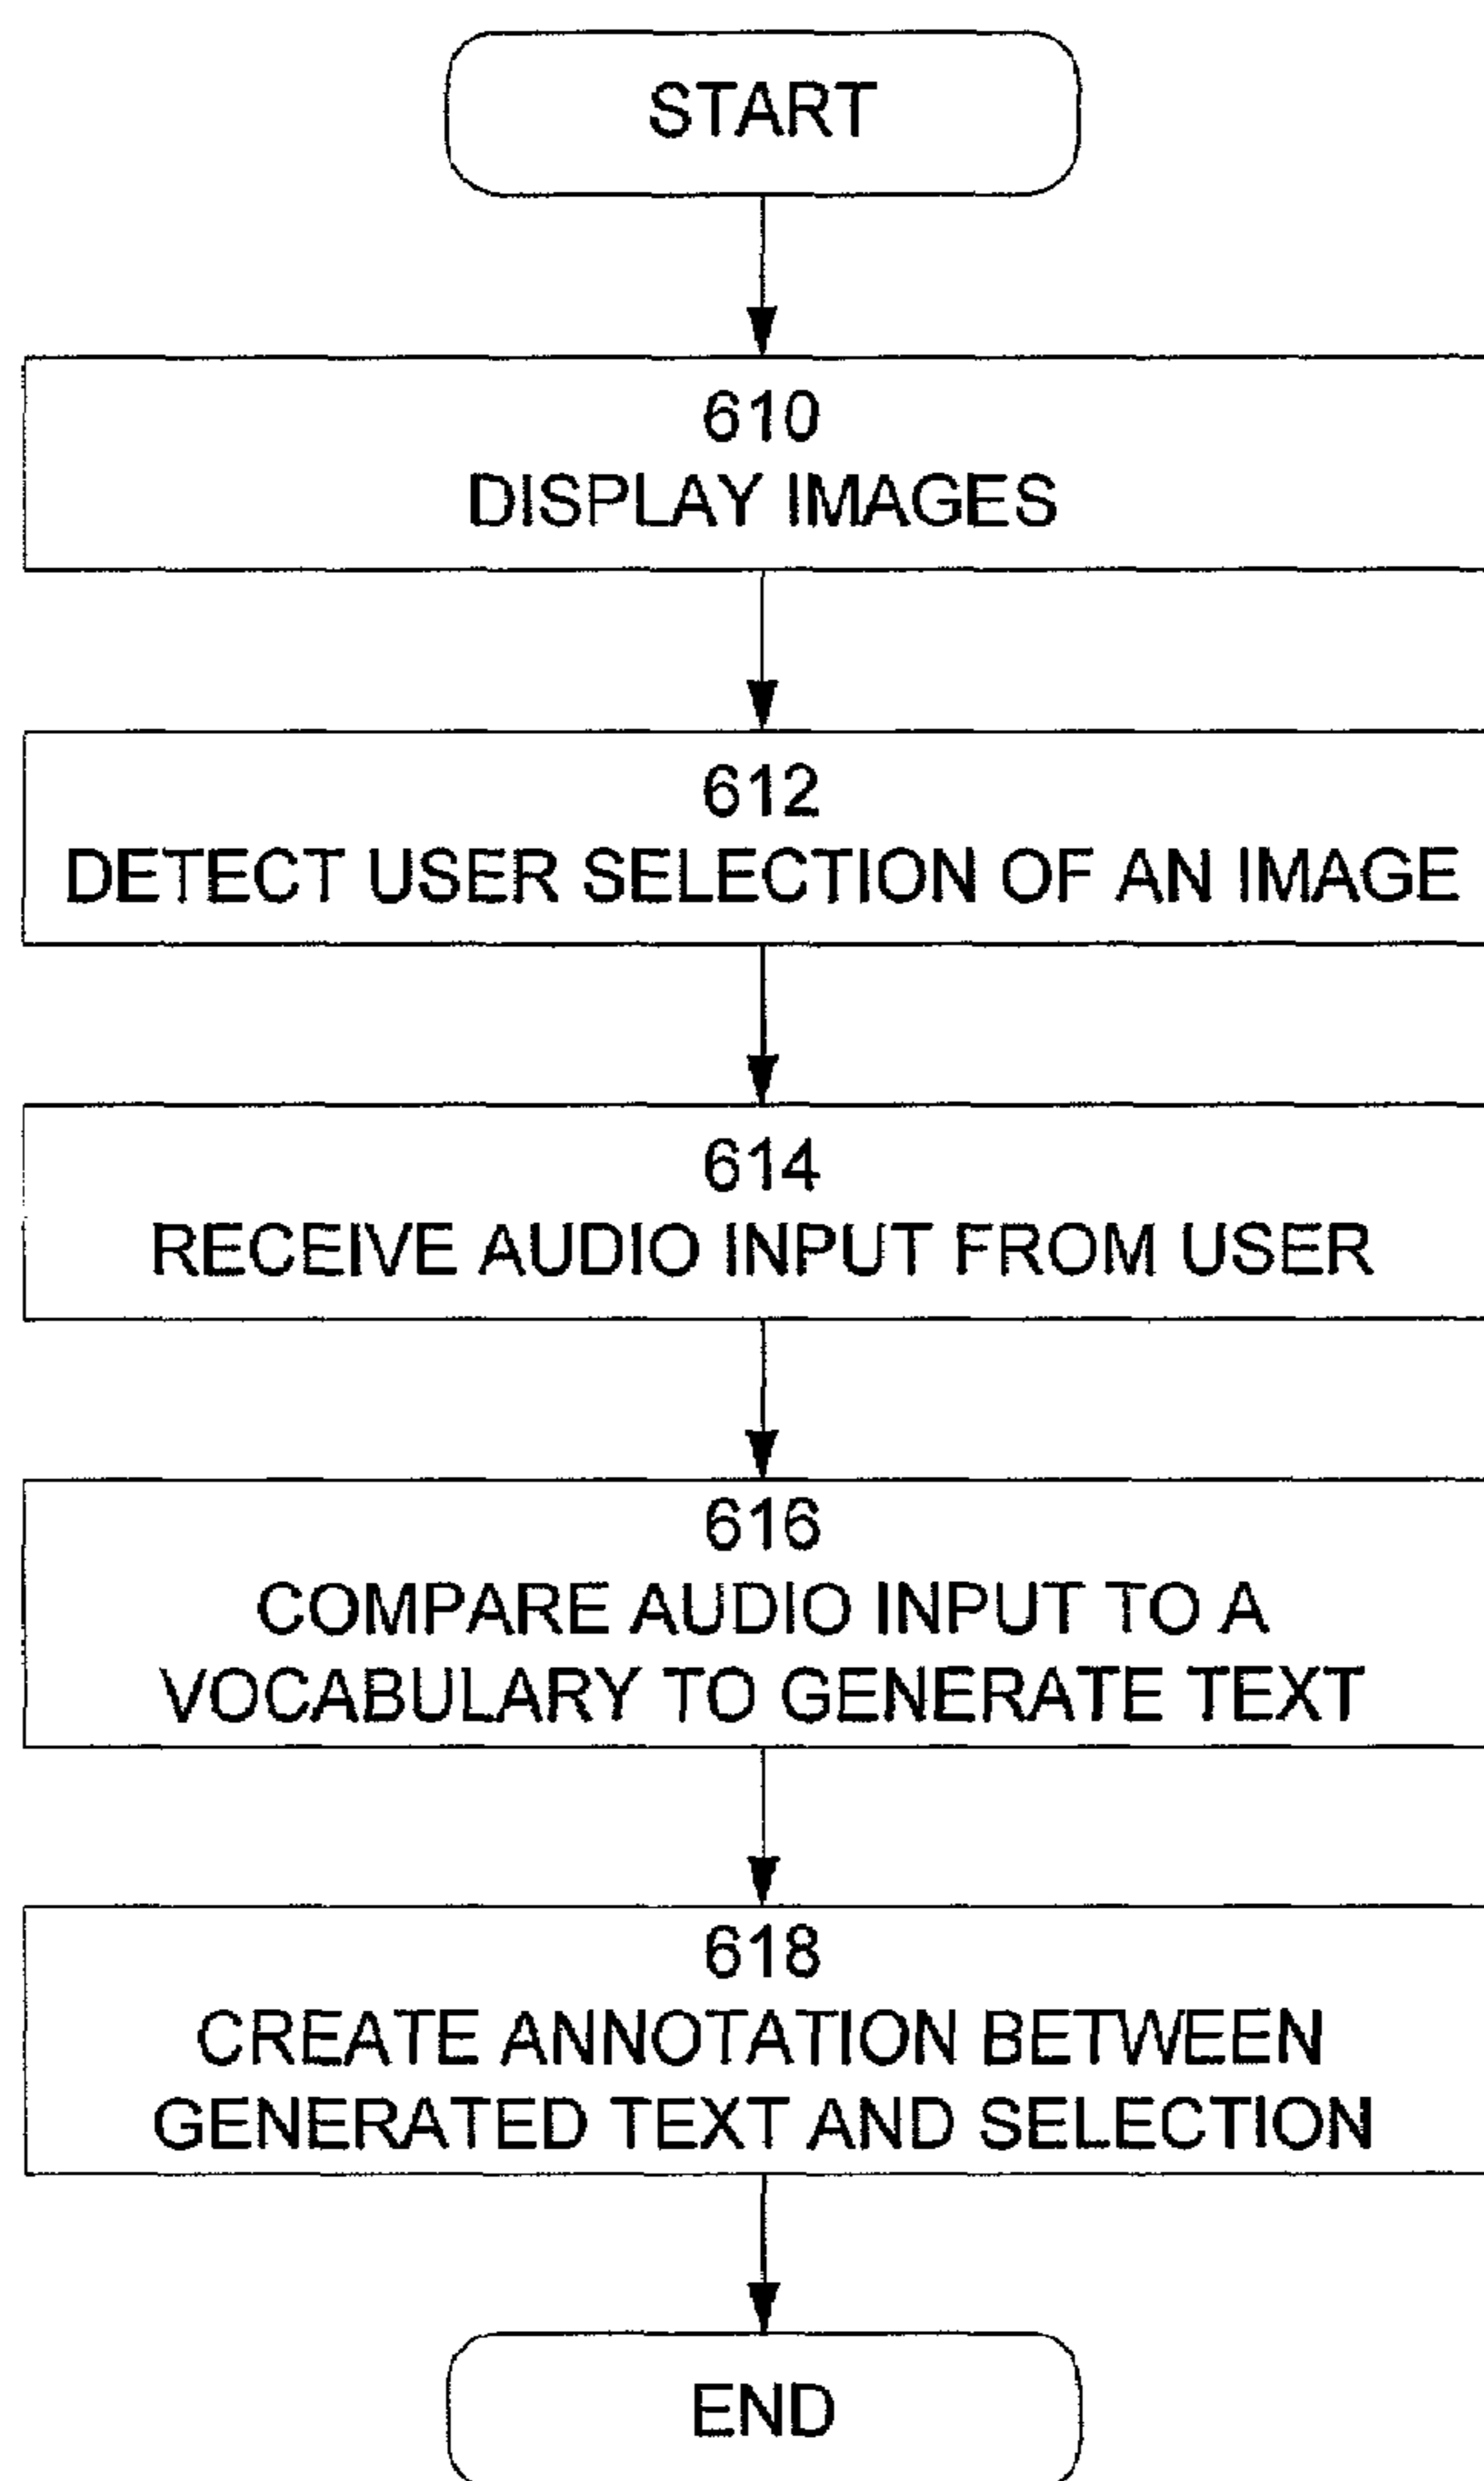 START
610
DISPLAY IMAGES
612
DETECT USER SELECTION OF AN IMAGE
614
RECEIVE AUDIO INPUT FROM USER
616
COMPARE AUDIO INPUT TO A
VOCABULARY TO GENERATE TEXT
618
CREATE ANNOTATION BETWEEN
GENERATED TEXT AND SELECTION
END